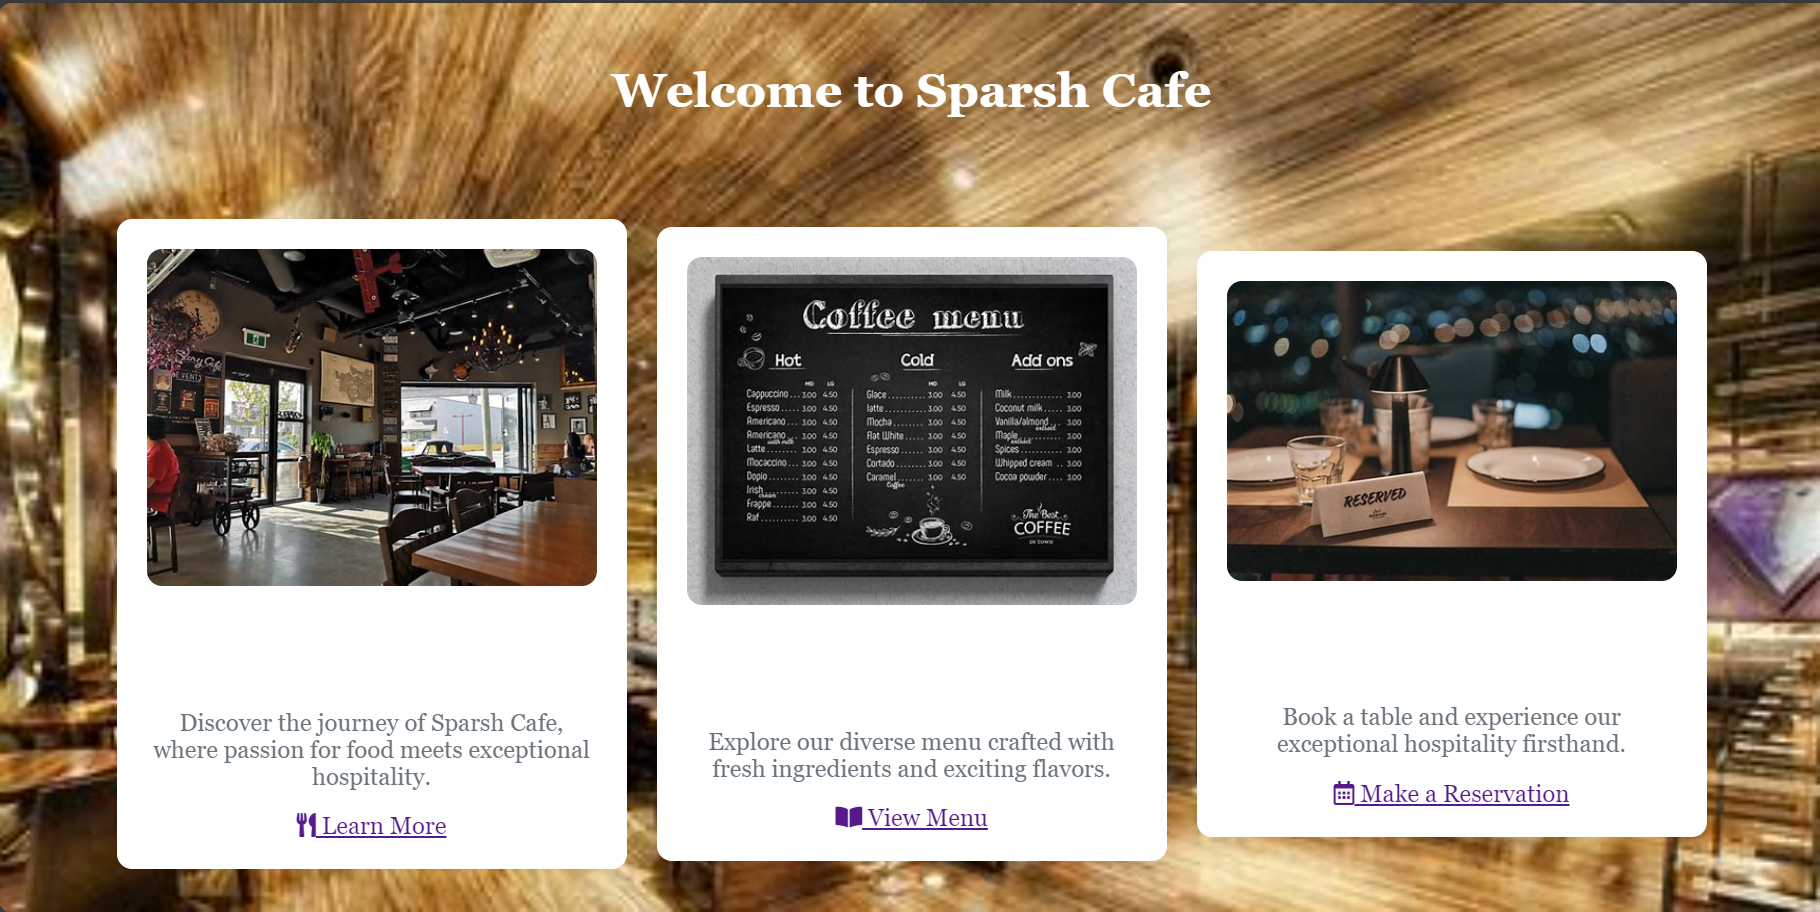 Welcome to Sparsh Cafe
Story Cafe
EVENTS
Discover the journey of Sparsh Cafe,
where passion for food meets exceptional
hospitality.
Learn More
Coffee menu
Hot
MD LG
Cappuccino ... 3.00 4.50
Espresso ..... 3.00 4.50
Americano .... 3.00 4.50
Americano with milk 3.00 4.50
Latte ......... 3.00 4.50
Mocaccino ... 3.00 4.50
Dopio ........ 3.00 4.50
Irish cream ........ 3.00 4.50
Frappe ....... 3.00 4.50
Raf .......... 3.00 4.50
Cold
MD LG
Glace .......... 3.00 4.50
latte .......... 3.00 4.50
Mocha ......... 3.00 4.50
Flat White ...... 3.00 4.50
Espresso ....... 3.00 4.50
Cortado ........ 3.00 4.50
Caramel Coffee ....... 3.00 4.50
Add ons
Milk .............. 3.00
Coconut milk ..... 3.00
Vanilla/almond extract ... 3.00
Maple extract ........... 3.00
Spices ............ 3.00
Whipped cream .. 3.00
Cocoa powder .... 3.00
The Best
COFFEE
IN TOWN
Explore our diverse menu crafted with
fresh ingredients and exciting flavors.
View Menu
RESERVED
Book a table and experience our
exceptional hospitality firsthand.
Make a Reservation